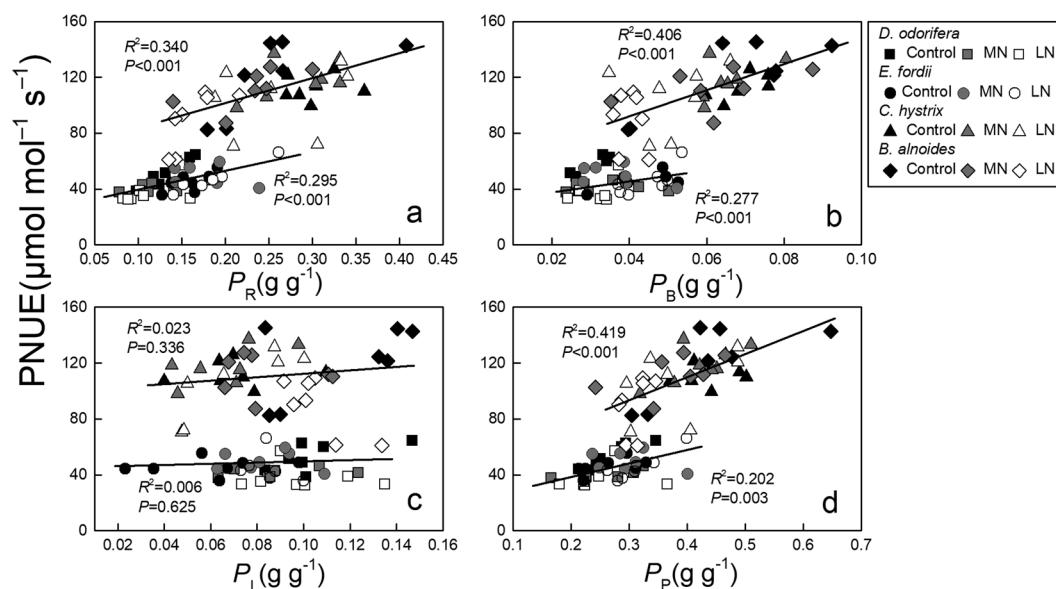 PNUE(μmol mol⁻¹ s⁻¹)
160
120
80
40
0
R²=0.340
P<0.001
R²=0.295
P<0.001
a
0.05 0.10 0.15 0.20 0.25 0.30 0.35 0.40 0.45
P_R(g g⁻¹)
160
120
80
40
0
R²=0.406
P<0.001
R²=0.277
P<0.001
b
0.02 0.04 0.06 0.08 0.10
P_B(g g⁻¹)
D. odorifera
Control MN LN
E. fordii
Control MN LN
C. hystrix
Control MN LN
B. alnoides
Control MN LN
160
120
80
40
0
R²=0.023
P=0.336
R²=0.006
P=0.625
c
0.02 0.04 0.06 0.08 0.10 0.12 0.14 0.16
P_L(g g⁻¹)
160
120
80
40
0
R²=0.419
P<0.001
R²=0.202
P=0.003
d
0.1 0.2 0.3 0.4 0.5 0.6 0.7
P_P(g g⁻¹)